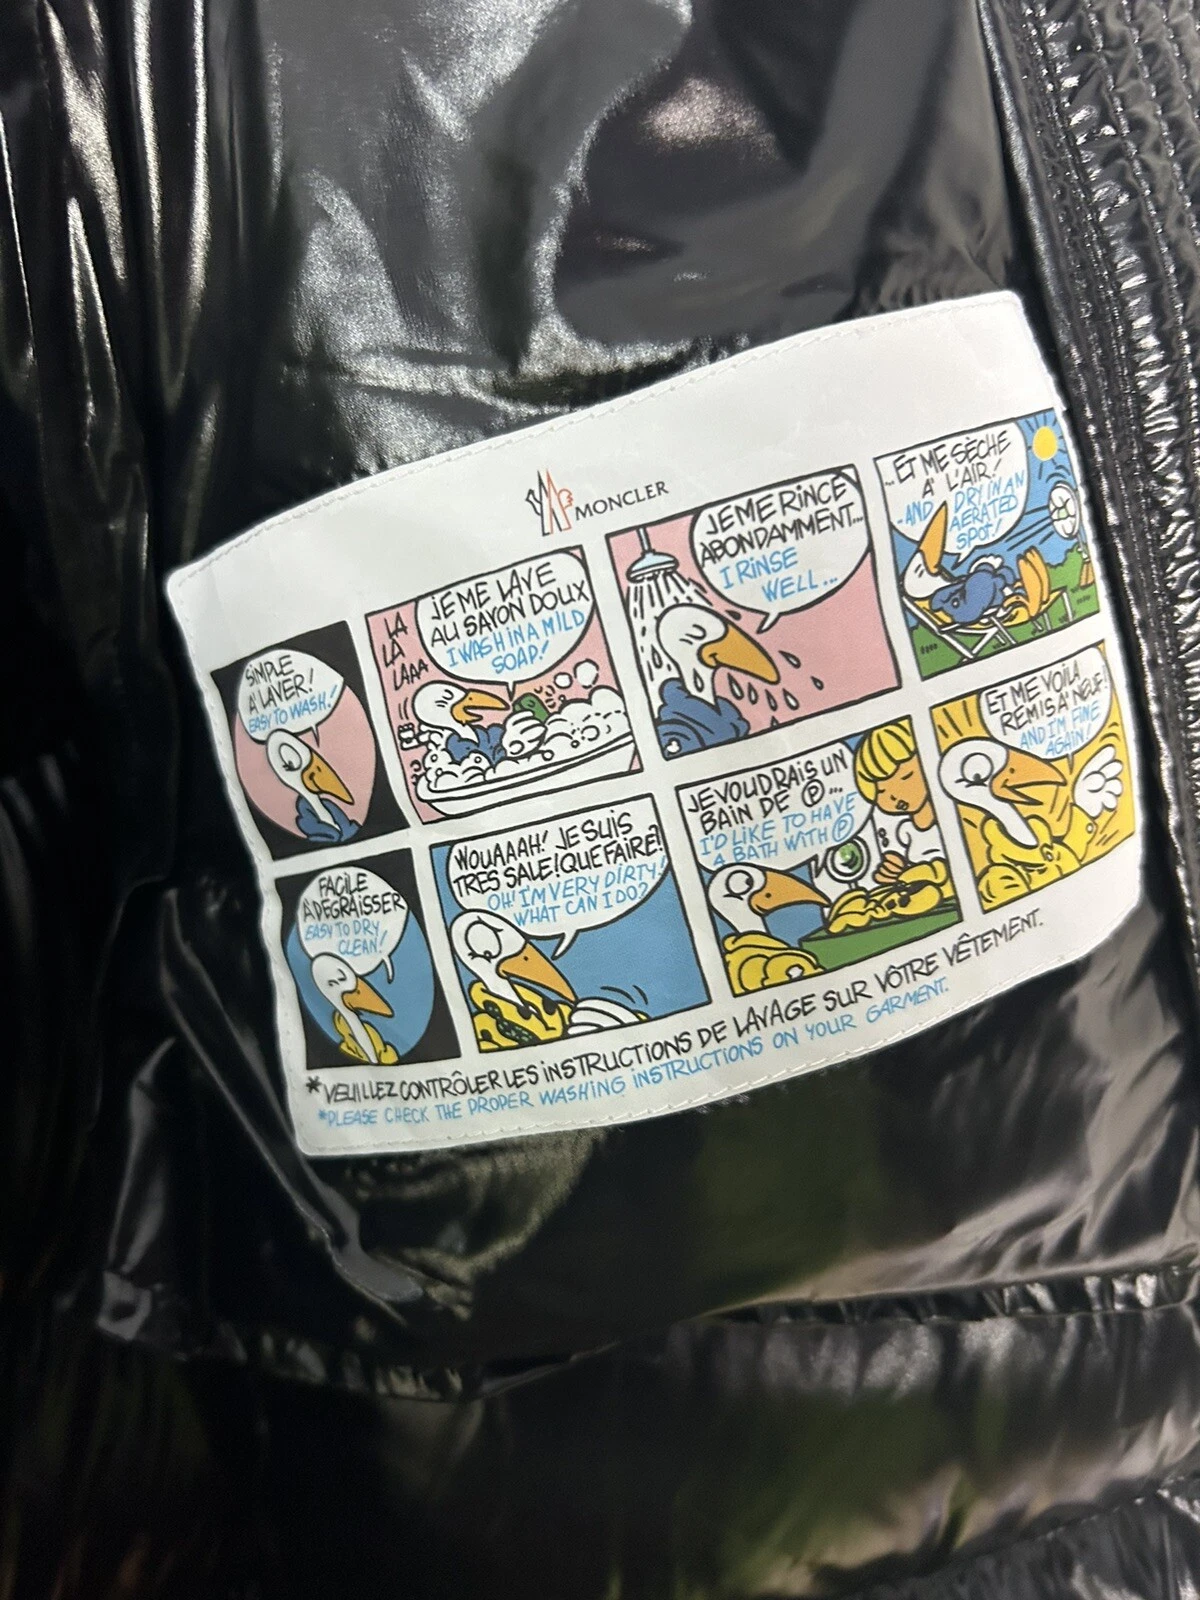 MONCLER
SIMPLE
À LAVER!
EASY TO WASH!
LA
LA
LAAA
JE ME LAVE
AU SAVON DOUX
I WASH IN A MILD
SOAP!
JE ME RINCE
ABONDAMMENT...
I RINSE
WELL...
...ET ME SÈCHE
A' L'AIR!
-AND DRY IN AN
AERATED
SPOT!
FACILE
À DEGRAISSER
EASY TO DRY
CLEAN!
WOUAAAH! JE SUIS
TRES SALE! QUE FAIRE?
OH! I'M VERY DIRTY!
WHAT CAN I DO?
JE VOUDRAIS UN
BAIN DE Ⓟ...
I'D LIKE TO HAVE
A BATH WITH Ⓟ
ET ME VOILÀ
REMIS A' NEUF!
AND I'M FINE
AGAIN!
*VEUILLEZ CONTRÔLER LES INSTRUCTIONS DE LAVAGE SUR VÔTRE VÊTEMENT.
*PLEASE CHECK THE PROPER WASHING INSTRUCTIONS ON YOUR GARMENT.